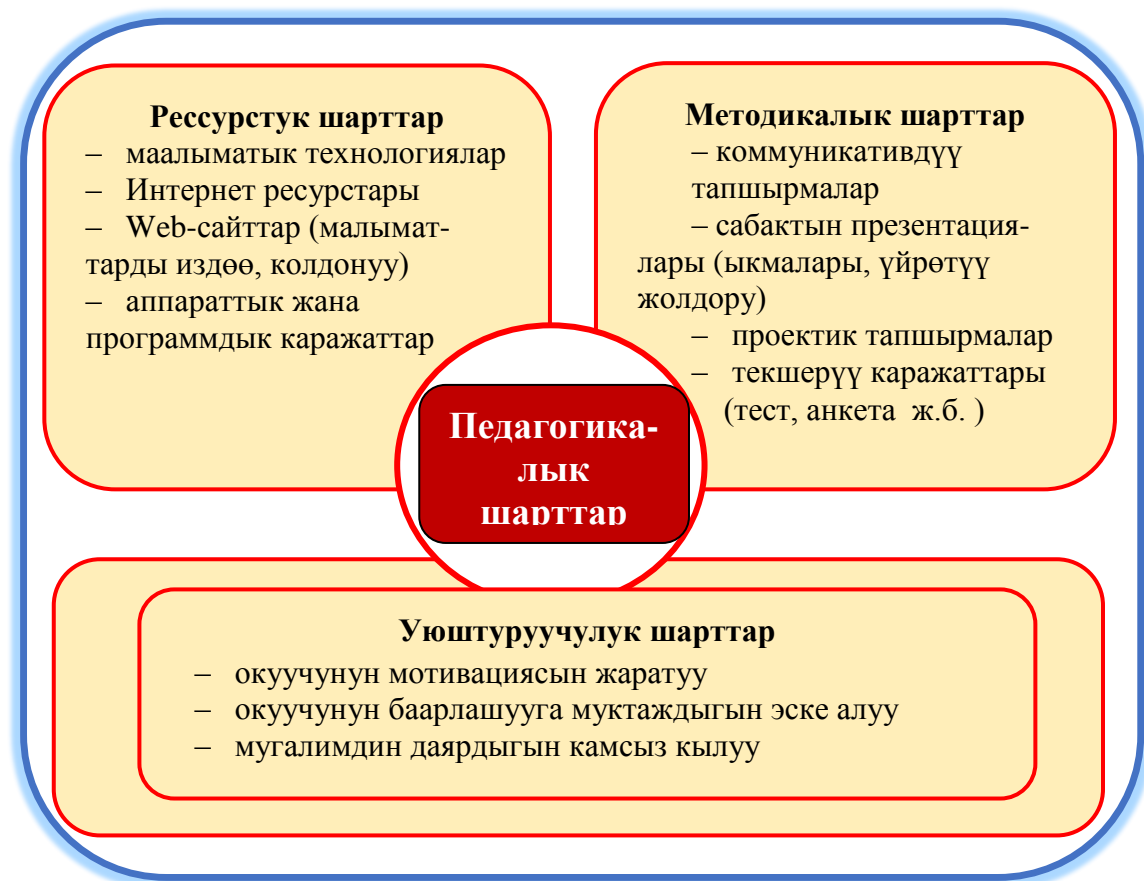 Рессурстук шарттар
– маалыматык технологиялар
– Интернет ресурстары
– Web-сайттар (малымат-
тарды издөө, колдонуу)
– аппараттык жана
программдык каражаттар
Методикалык шарттар
– коммуникативдүү
тапшырмалар
– сабактын презентация-
лары (ыкмалары, үйрөтүү
жолдору)
– проектик тапшырмалар
– текшерүү каражаттары
(тест, анкета ж.б. )
Педагогика-
лык
шарттар
Уюштуруучулук шарттар
– окуучунун мотивациясын жаратуу
– окуучунун баарлашууга муктаждыгын эске алуу
– мугалимдин даярдыгын камсыз кылуу